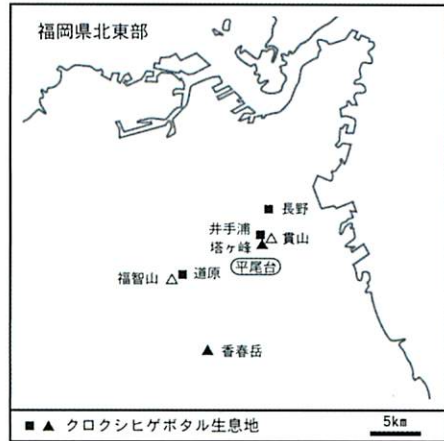 福岡県北東部
長野
井手浦
貫山
塔ヶ峰
平尾台
福智山
道原
香春岳
クロクシヒゲボタル生息地
5km